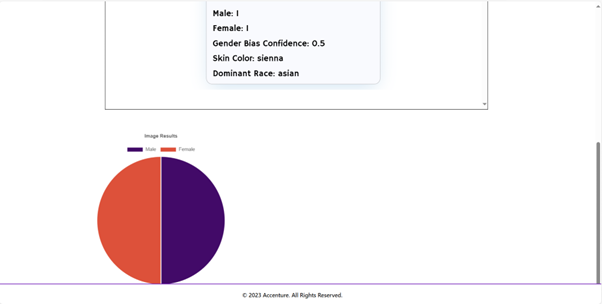 Male: 1
Female: 1
Gender Bias Confidence: 0.5
Skin Color: sienna
Dominant Race: asian
Image Results
Male Female
© 2023 Accenture. All Rights Reserved.